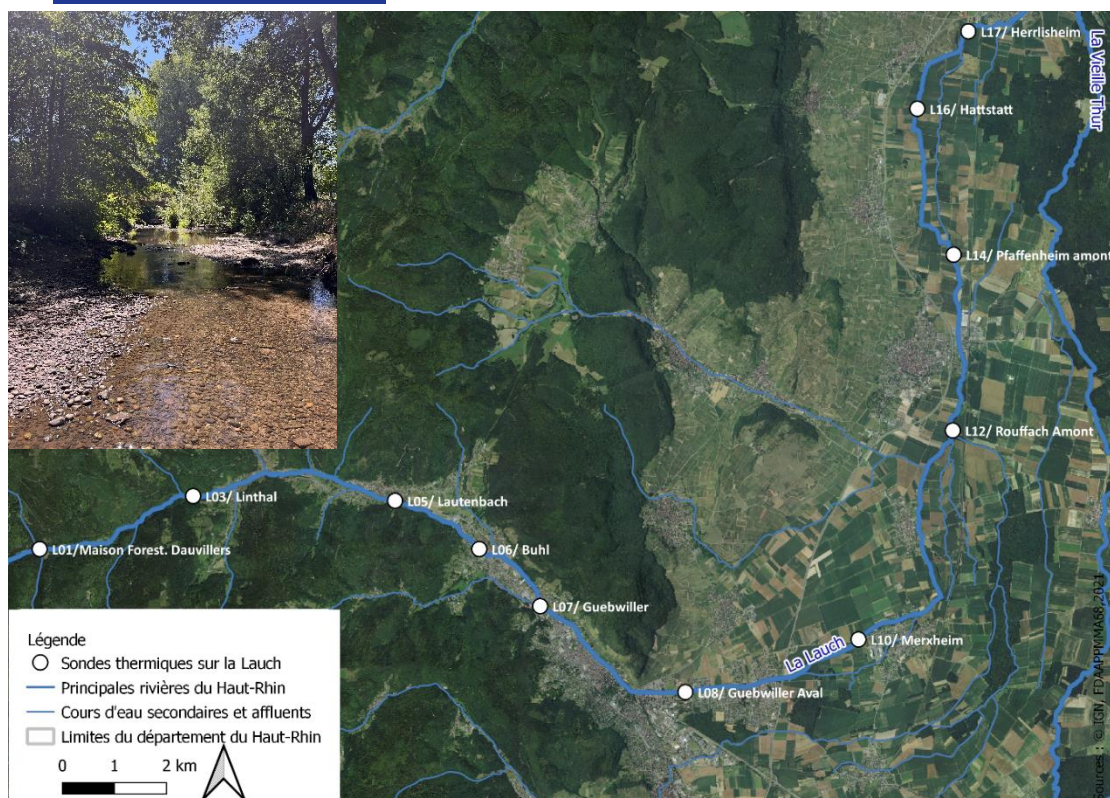 L17/ Herrlisheim
La Vieille Thur
L16/ Hattstatt
L14/ Pfaffenheim amont
L12/ Rouffach Amont
L03/ Linthal
L05/ Lautenbach
L01/Maison Forest. Dauvillers
L06/ Buhl
L07/ Guebwiller
L10/ Merxheim
La Lauch
L08/ Guebwiller Aval
Légende
Sondes thermiques sur la Lauch
Principales rivières du Haut-Rhin
Cours d'eau secondaires et affluents
Limites du département du Haut-Rhin
0 1 2 km
Sources : © IGN, FDAAPPMMA68,2021